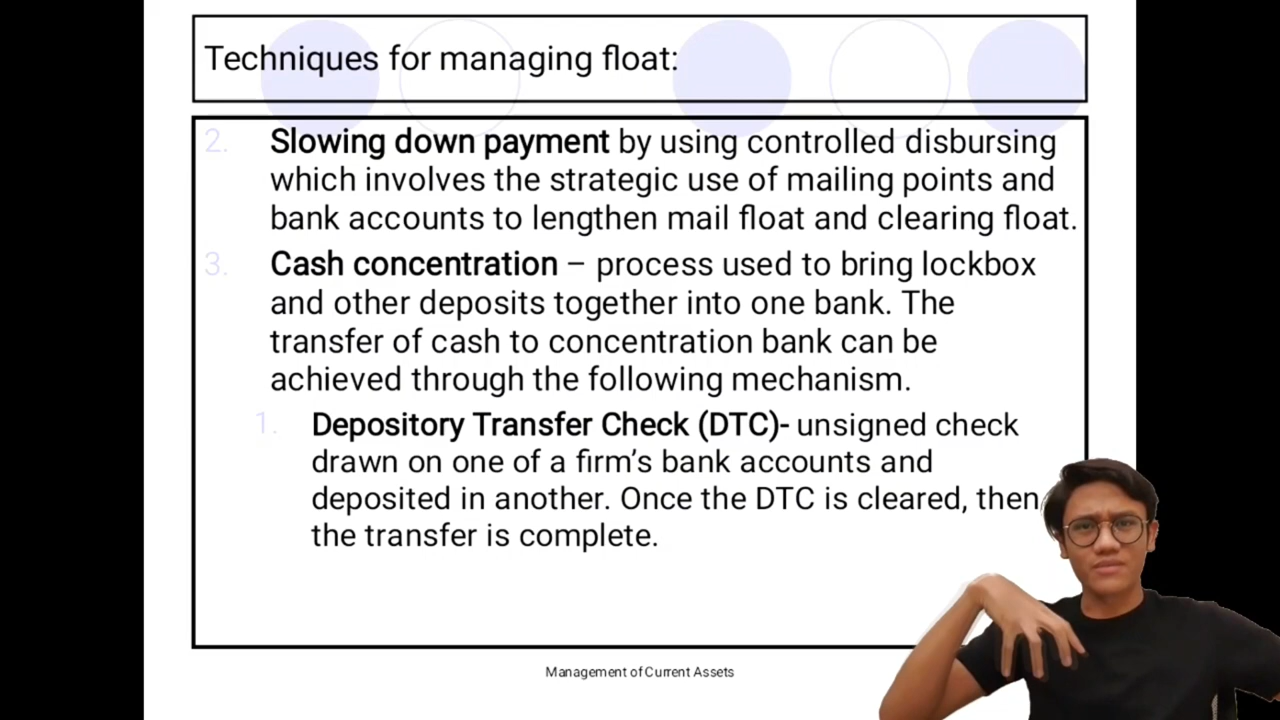 Techniques for managing float:
2. Slowing down payment by using controlled disbursing
which involves the strategic use of mailing points and
bank accounts to lengthen mail float and clearing float.
3. Cash concentration – process used to bring lockbox
and other deposits together into one bank. The
transfer of cash to concentration bank can be
achieved through the following mechanism.
1. Depository Transfer Check (DTC)- unsigned check
drawn on one of a firm’s bank accounts and
deposited in another. Once the DTC is cleared, then
the transfer is complete.
Management of Current Assets